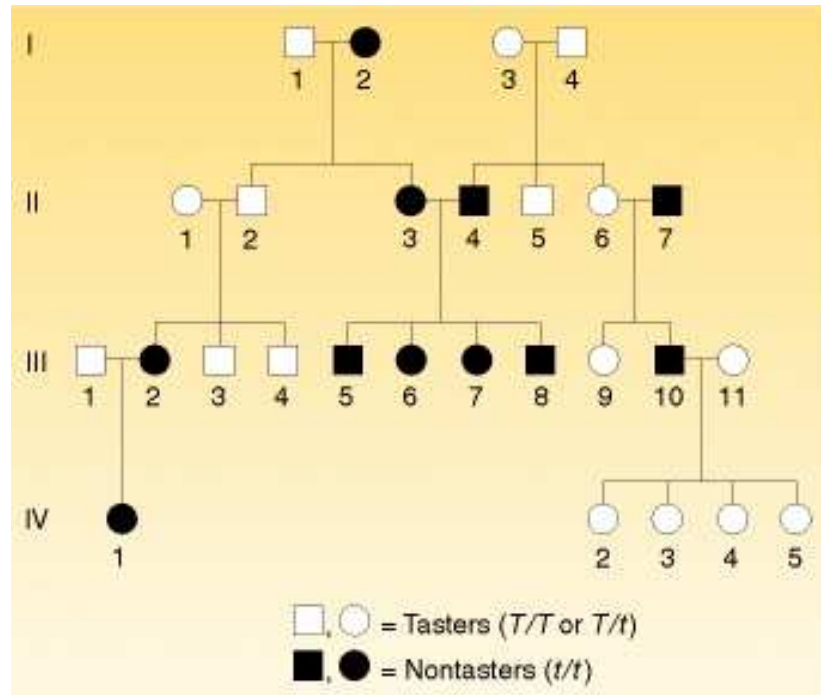 I
1 2 3 4
II
1 2 3 4 5 6 7
III
1 2 3 4 5 6 7 8 9 10 11
IV
1 2 3 4 5
, = Tasters (T/T or T/t)
, = Nontasters (t/t)